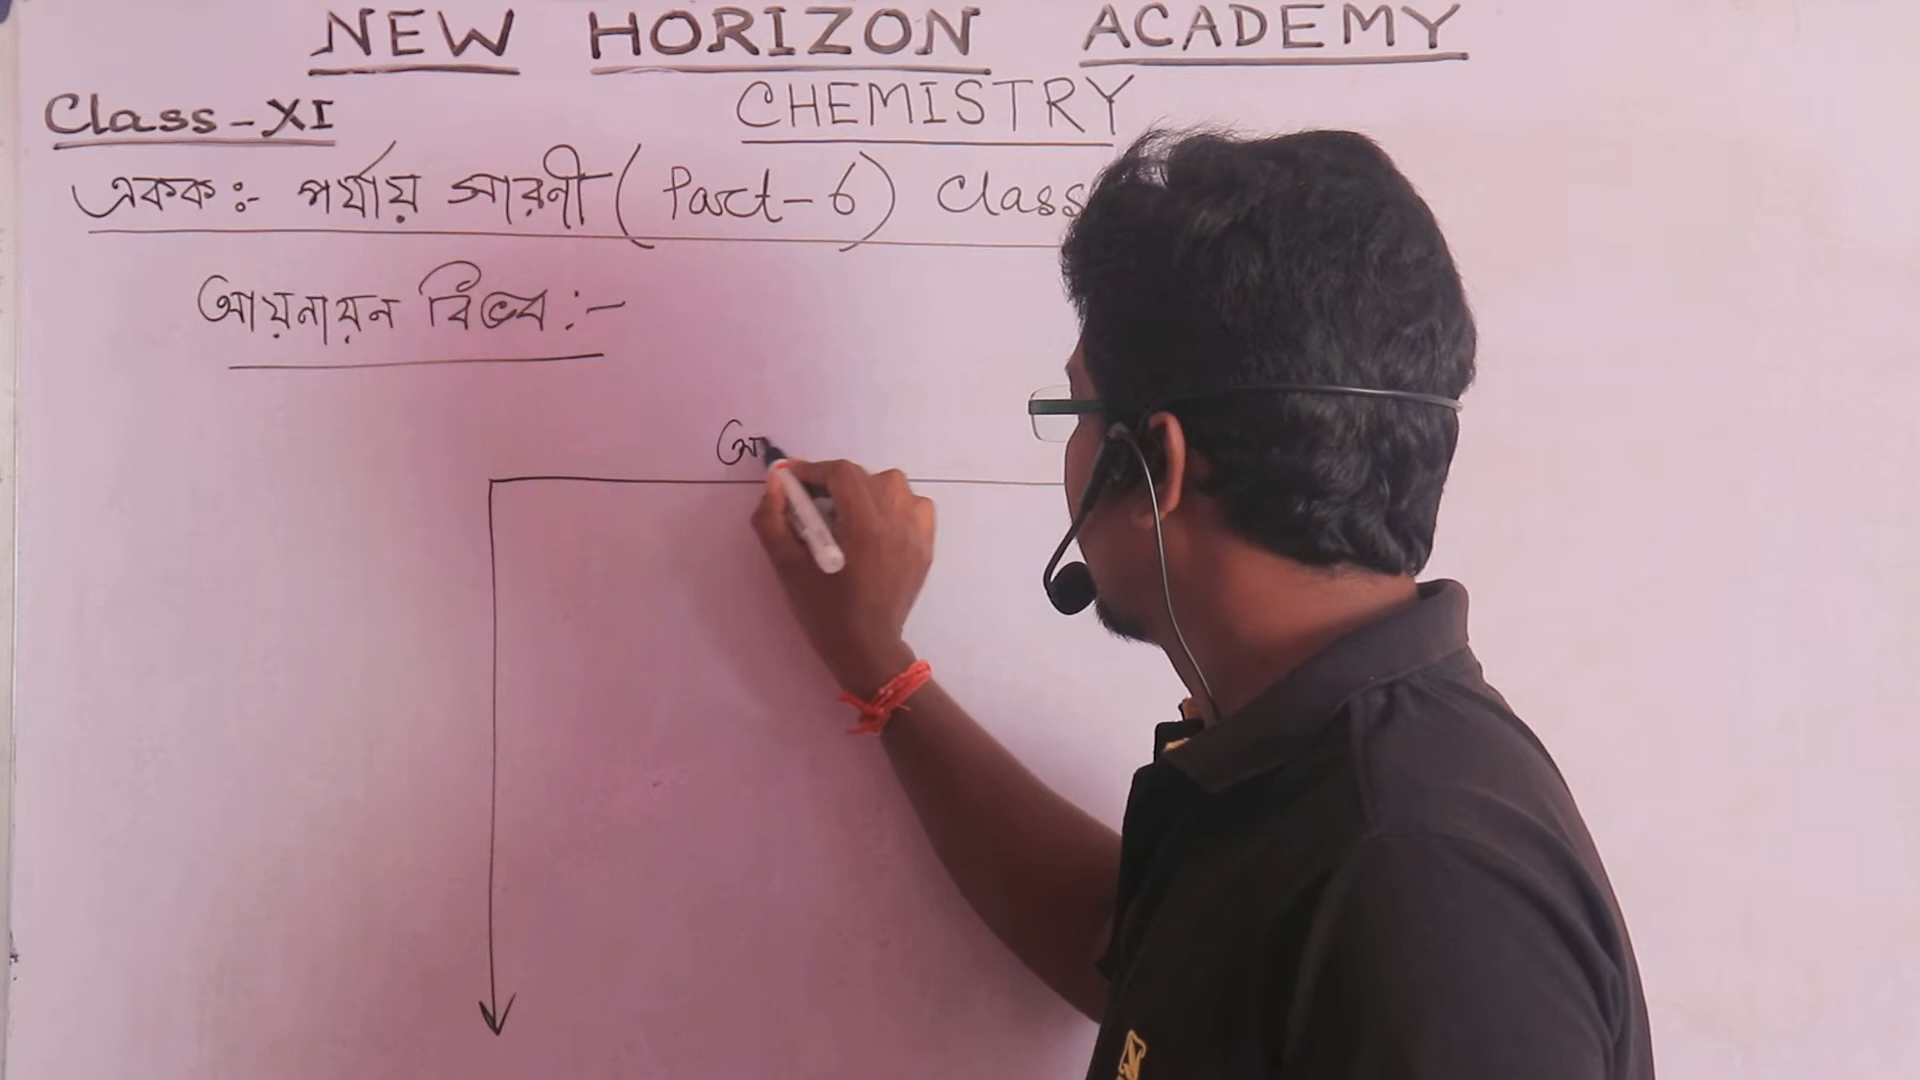 NEW HORIZON ACADEMY
CHEMISTRY
Class-XI
একক:- পর্যায় সারণী (Part-6) Class
আয়নায়ন বিভব:-
আ